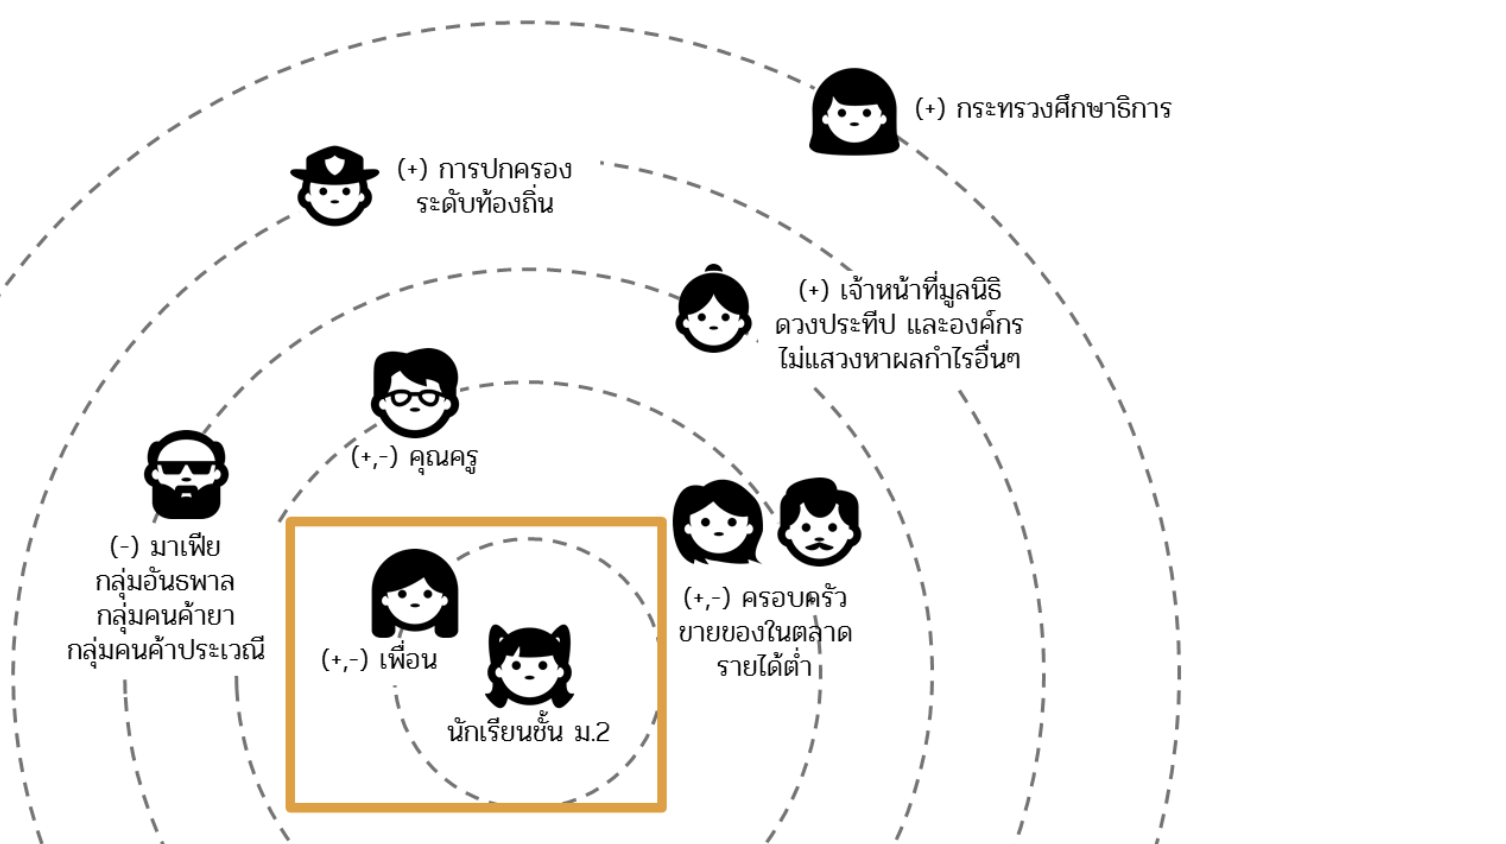 (+) กระทรวงศึกษาธิการ
(+) การปกครอง
ระดับท้องถิ่น
(+) เจ้าหน้าที่มูลนิธิ
ดวงประทีป และองค์กร
ไม่แสวงหาผลกำไรอื่นๆ
(+,-) คุณครู
(-) มาเฟีย
กลุ่มอันธพาล
กลุ่มคนค้ายา
กลุ่มคนค้าประเวณี
(+,-) ครอบครัว
ขายของในตลาด
รายได้ต่ำ
(+,-) เพื่อน
นักเรียนชั้น ม.2